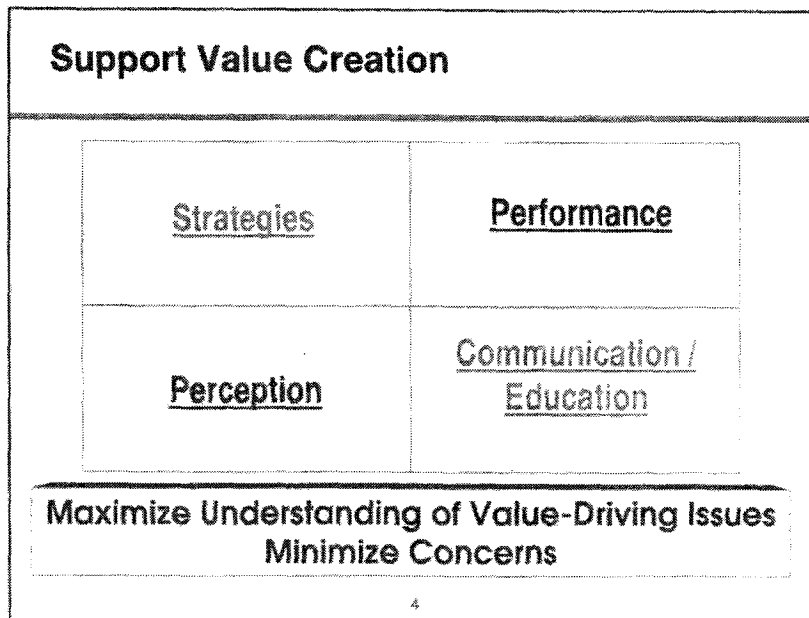 Support Value Creation
Strategies
Performance
Perception
Communication /
Education
Maximize Understanding of Value-Driving Issues
Minimize Concerns
4